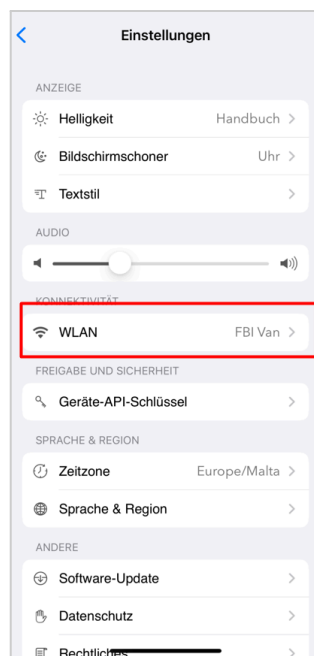 Einstellungen
ANZEIGE
Helligkeit Handbuch
Bildschirmschoner Uhr
Textstil
AUDIO
KONNEKTIVITÄT
WLAN FBI Van
FREIGABE UND SICHERHEIT
Geräte-API-Schlüssel
SPRACHE & REGION
Zeitzone Europe/Malta
Sprache & Region
ANDERE
Software-Update
Datenschutz
Rechtliches